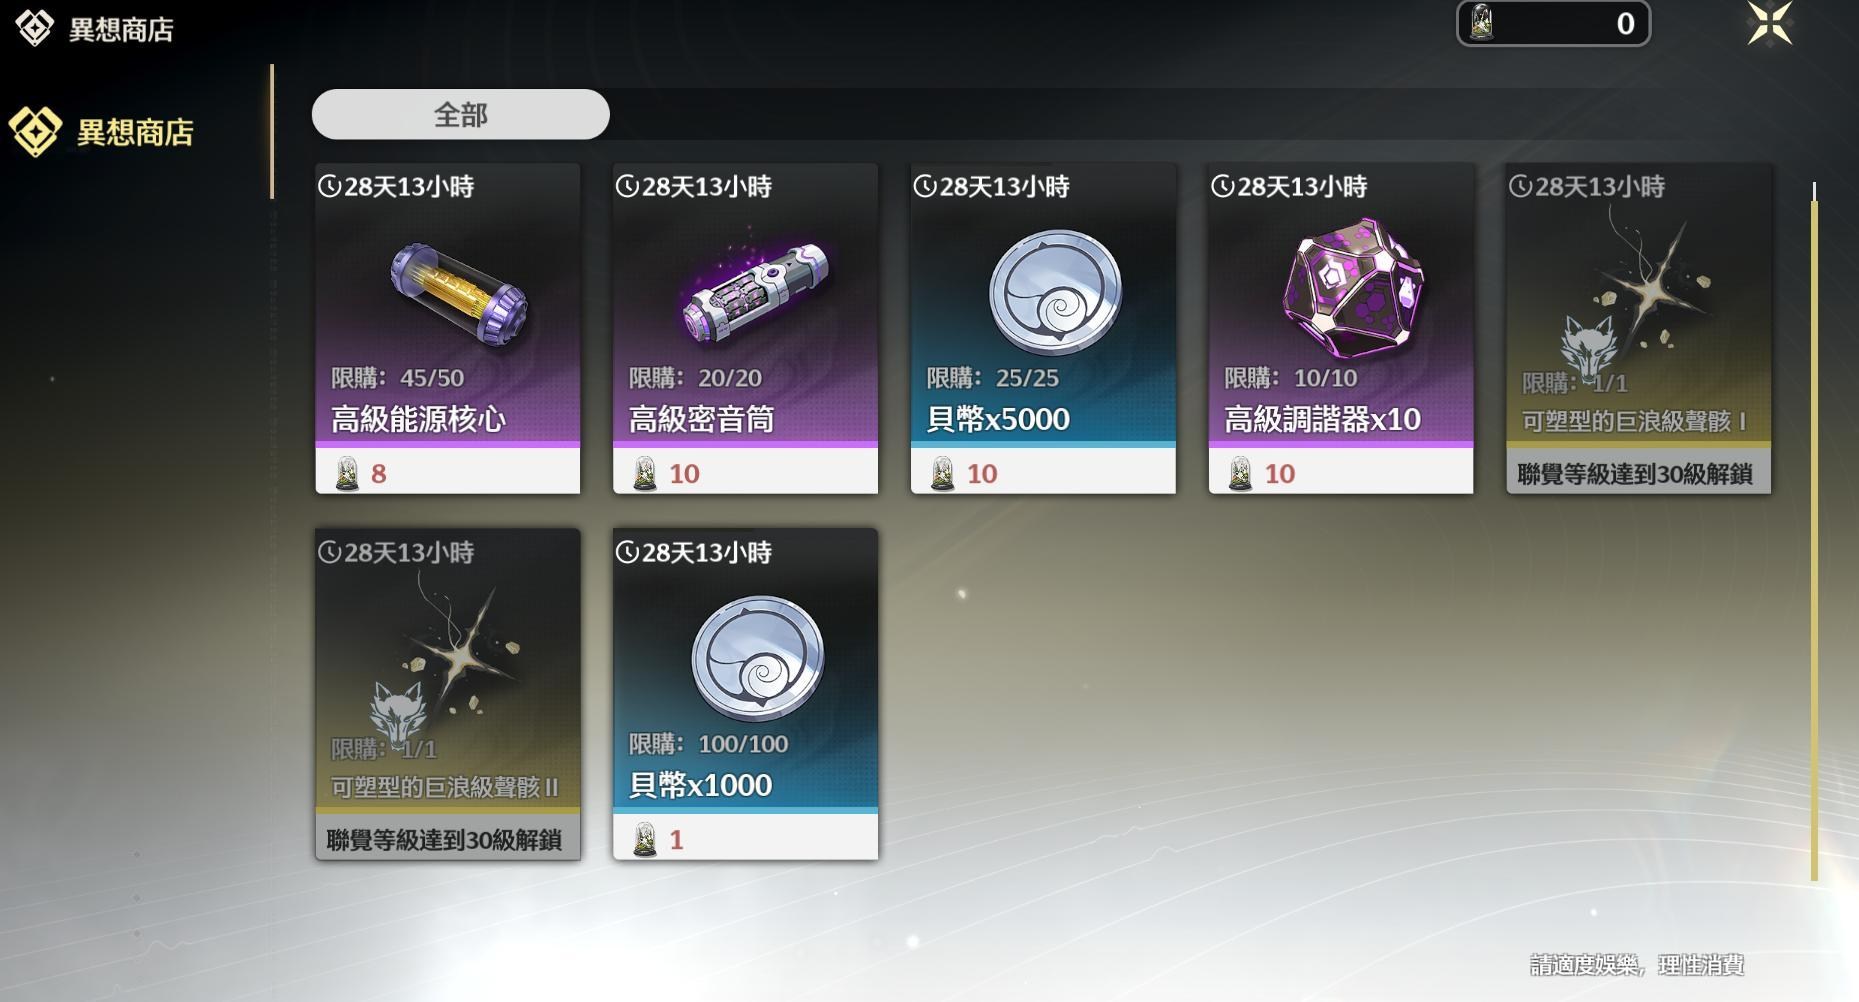 異想商店
0
異想商店
全部
28天13小時
限購：45/50
高級能源核心
8
28天13小時
限購：20/20
高級密音筒
10
28天13小時
限購：25/25
貝幣x5000
10
28天13小時
限購：10/10
高級調諧器x10
10
28天13小時
限購：1/1
可塑型的巨浪級聲骸 I
聯覺等級達到30級解鎖
28天13小時
限購：1/1
可塑型的巨浪級聲骸 II
聯覺等級達到30級解鎖
28天13小時
限購：100/100
貝幣x1000
1
請適度娛樂，理性消費